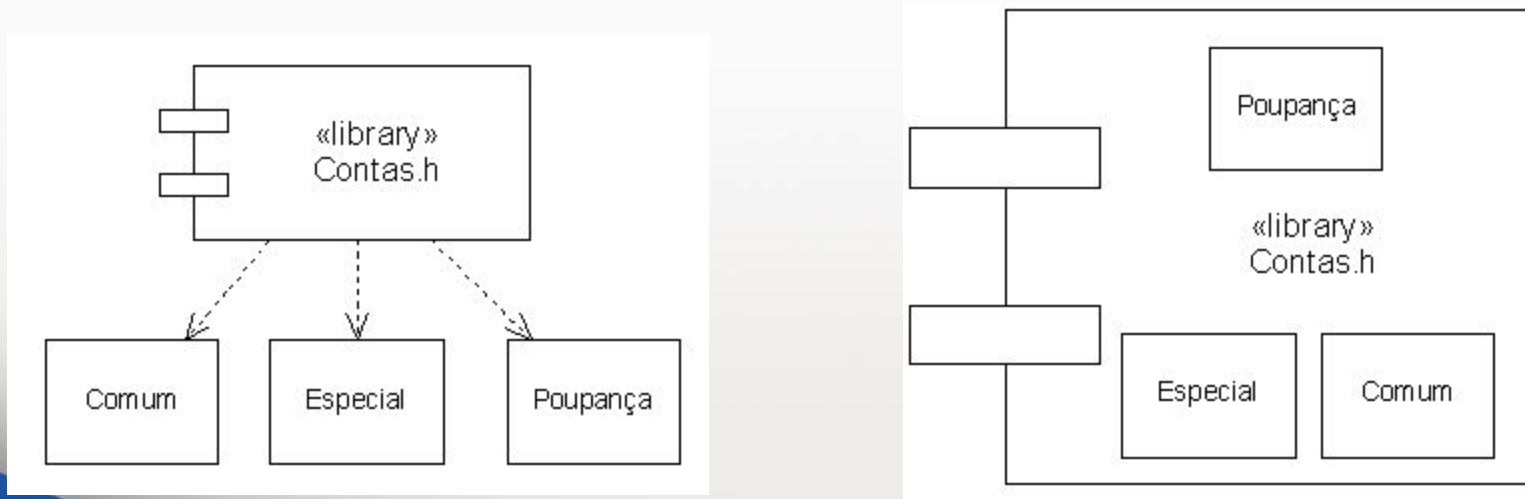 «library»
Contas.h
Comum
Especial
Poupança
Poupança
«library»
Contas.h
Especial
Comum